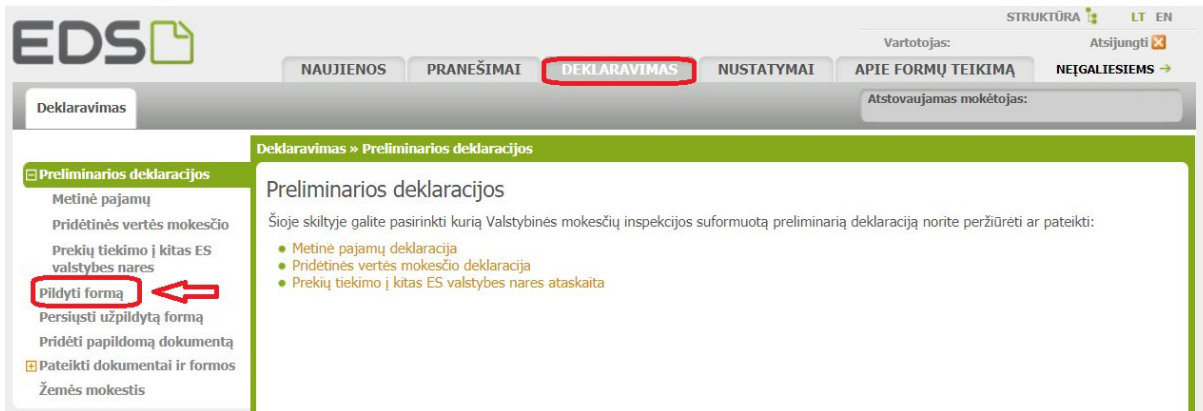 STRUKTŪRA LT EN
EDS
Vartotojas: Atsijungti
NAUJIENOS PRANEŠIMAI DEKLARAVIMAS NUSTATYMAI APIE FORMŲ TEIKIMĄ NEĮGALIESIEMS →
Deklaravimas
Atstovaujamas mokėtojas:
Deklaravimas » Preliminarios deklaracijos
Preliminarios deklaracijos
Metinė pajamų
Pridėtinės vertės mokesčio
Prekių tiekimo į kitas ES
valstybes nares
Pildyti formą
Persiųsti užpildytą formą
Pridėti papildomą dokumentą
Pateikti dokumentai ir formos
Žemės mokestis
Preliminarios deklaracijos
Šioje skiltyje galite pasirinkti kurią Valstybinės mokesčių inspekcijos suformuotą preliminarią deklaraciją norite peržiūrėti ar pateikti:
Metinė pajamų deklaracija
Pridėtinės vertės mokesčio deklaracija
Prekių tiekimo į kitas ES valstybes nares ataskaita